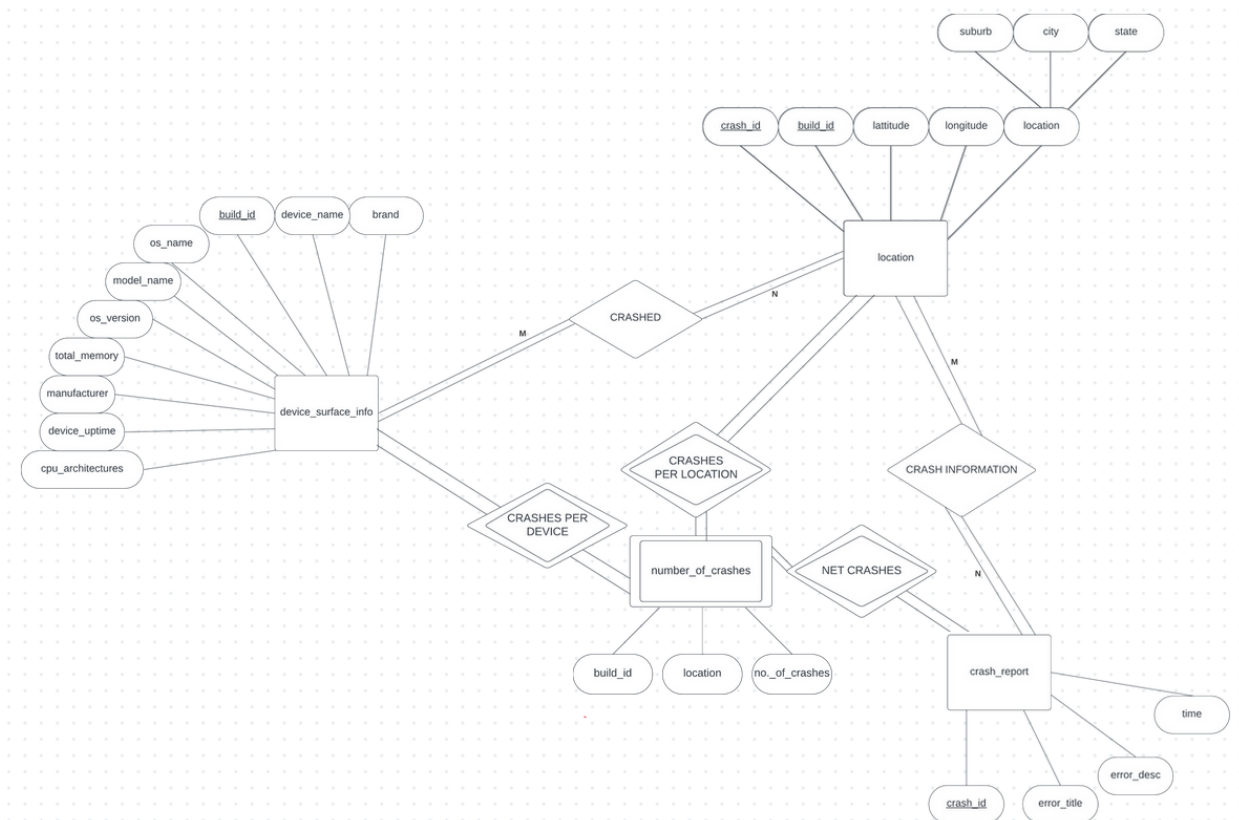 suburb
city
state
crash_id
build_id
lattitude
longitude
location
build_id
device_name
brand
os_name
model_name
os_version
total_memory
manufacturer
device_uptime
cpu_architectures
device_surface_info
location
M
CRASHED
N
M
CRASHES
PER LOCATION
CRASH INFORMATION
CRASHES PER
DEVICE
number_of_crashes
NET CRASHES
N
build_id
location
no._of_crashes
crash_report
time
error_desc
crash_id
error_title